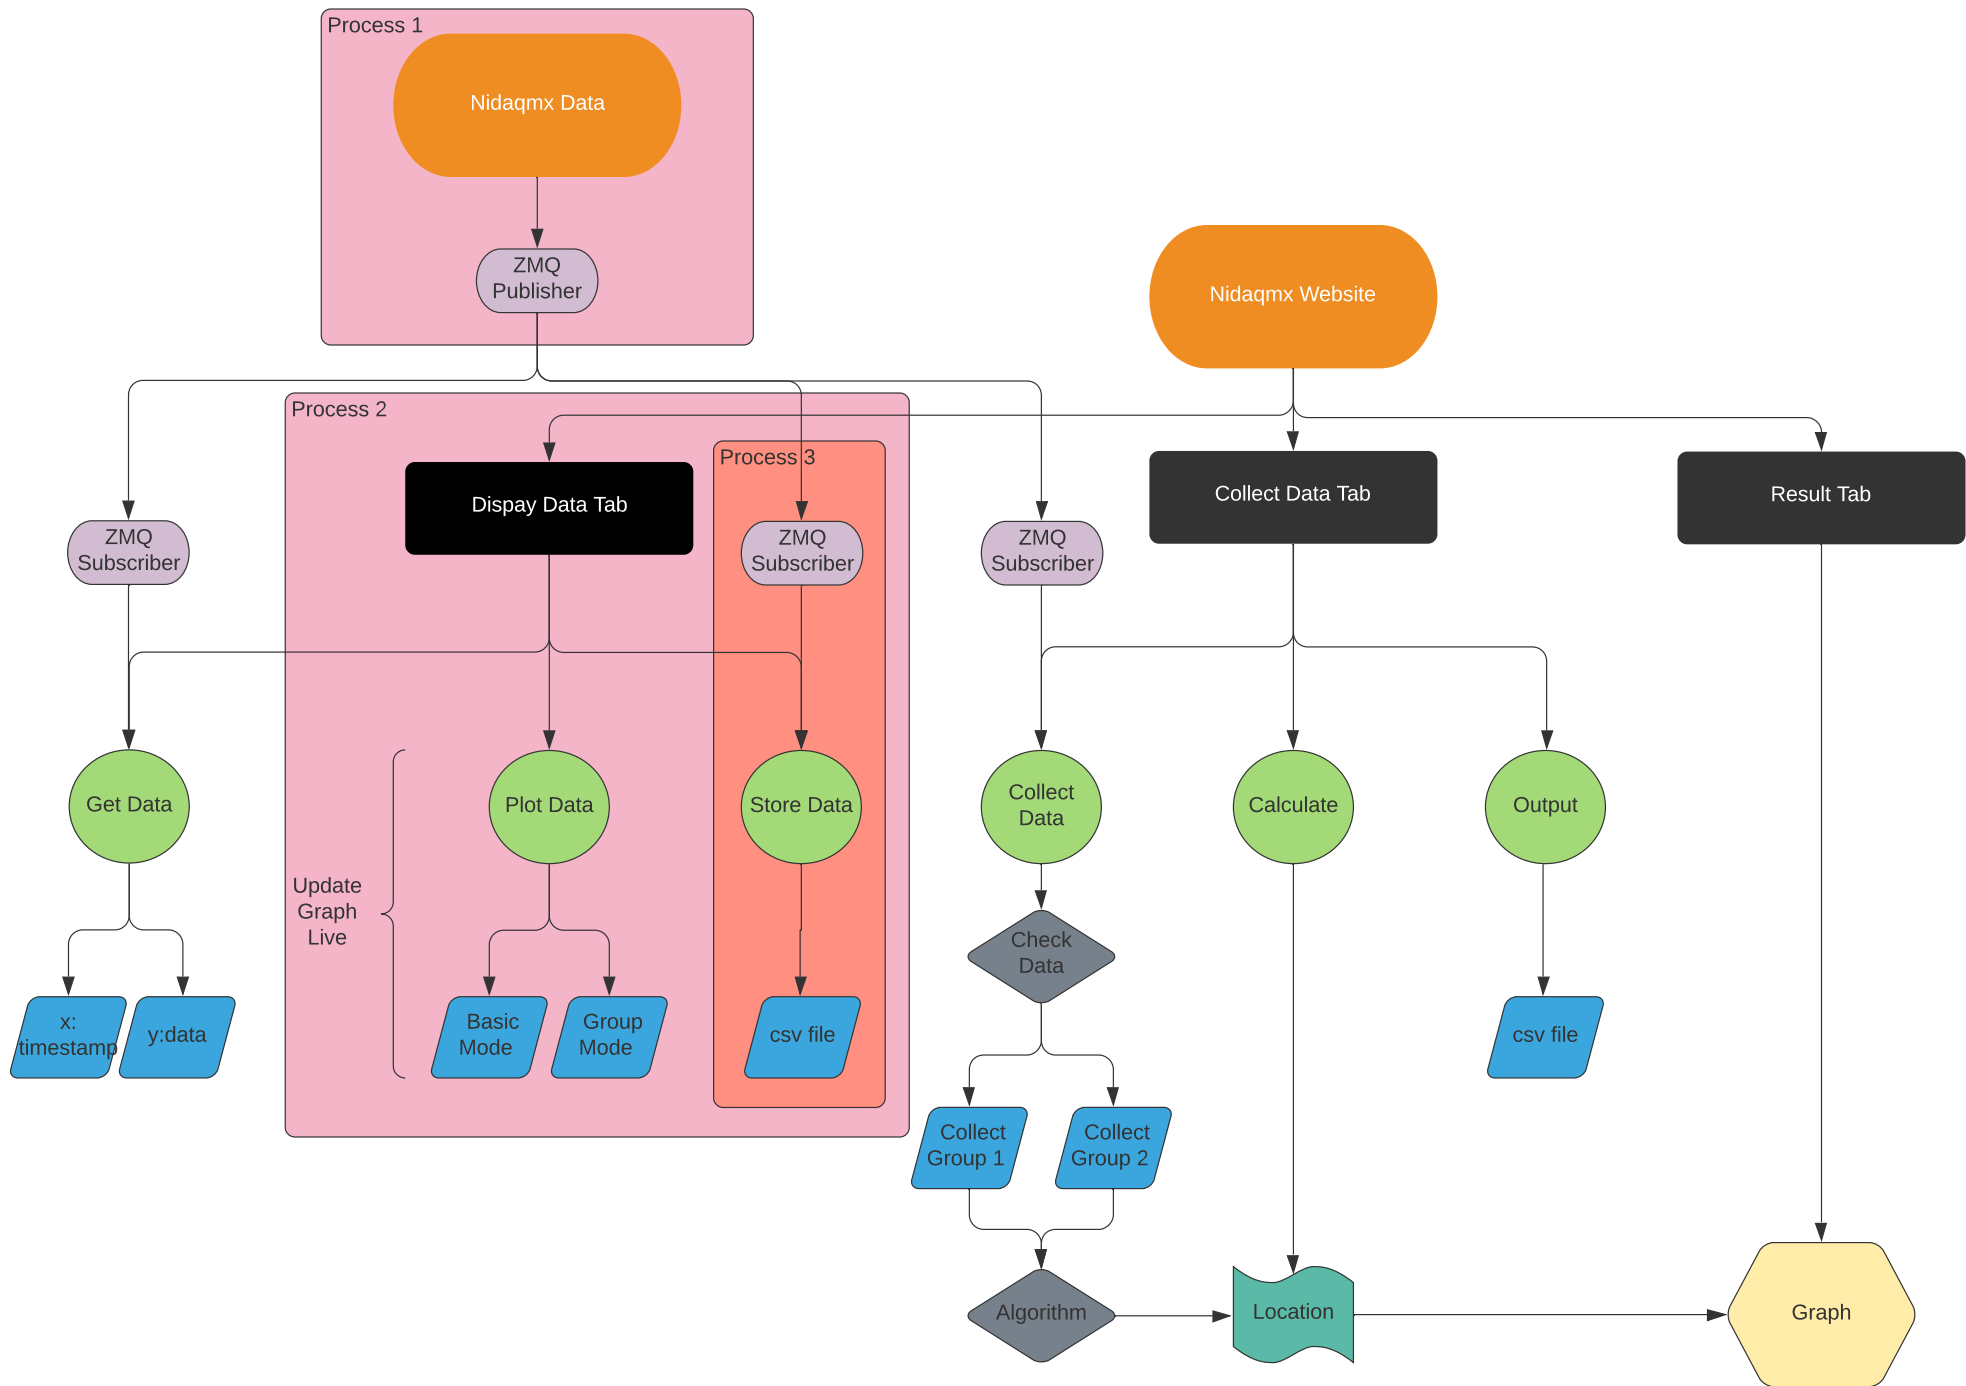 Process 1
Nidaqmx Data
ZMQ
Publisher
Nidaqmx Website
Process 2
Process 3
Dispay Data Tab
Collect Data Tab
Result Tab
ZMQ
Subscriber
ZMQ
Subscriber
ZMQ
Subscriber
Get Data
Plot Data
Store Data
Collect
Data
Calculate
Output
Update
Graph
Live
Check
Data
x:
timestamp
y:data
Basic
Mode
Group
Mode
csv file
csv file
Collect
Group 1
Collect
Group 2
Algorithm
Location
Graph